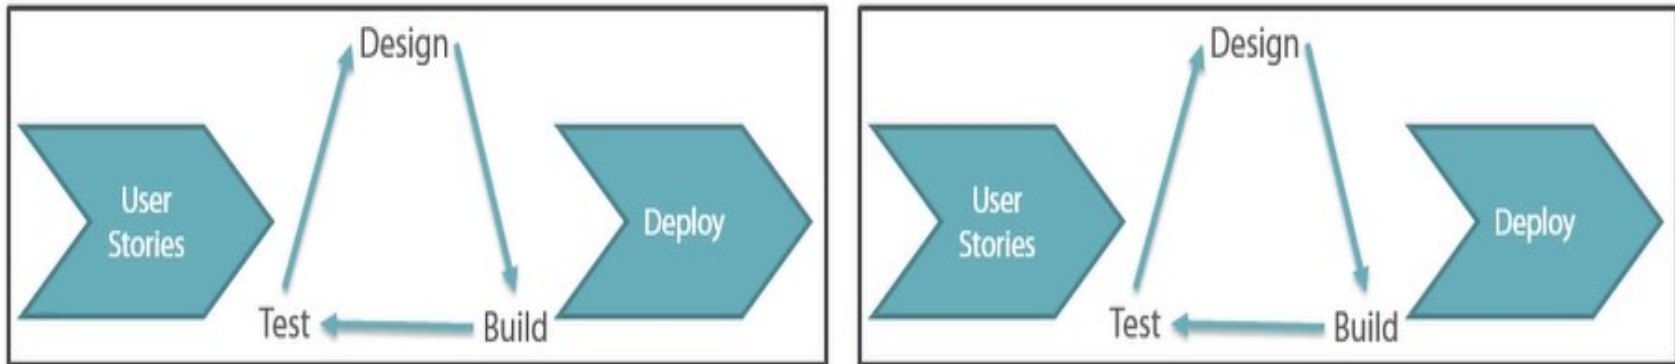 Design
User
Stories
Deploy
Test
Build
Design
User
Stories
Deploy
Test
Build